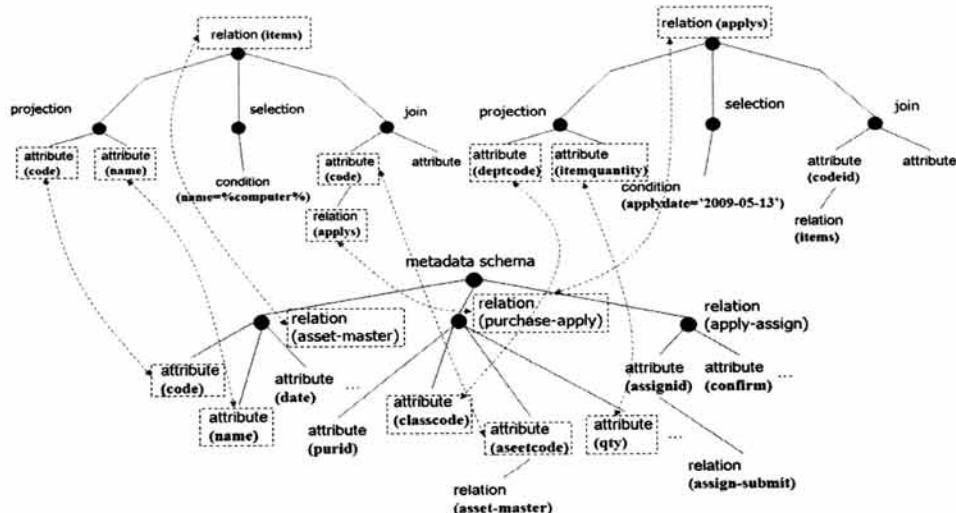 relation (items)
relation (applys)
projection
selection
join
projection
selection
join
attribute
(code)
attribute
(name)
condition
(name=%computer%)
attribute
(code)
attribute
relation
(applys)
attribute
(deptcode)
attribute
(itemquantity)
condition
(applydate='2009-05-13')
attribute
(codeid)
attribute
relation
(items)
metadata schema
relation
(asset-master)
relation
(purchase-apply)
relation
(apply-assign)
attribute
(code)
attribute
(name)
attribute
(date)
...
attribute
(purid)
attribute
(classcode)
attribute
(aseetcode)
relation
(asset-master)
attribute
(qty)
...
attribute
(assignid)
attribute
(confirm)
...
relation
(assign-submit)